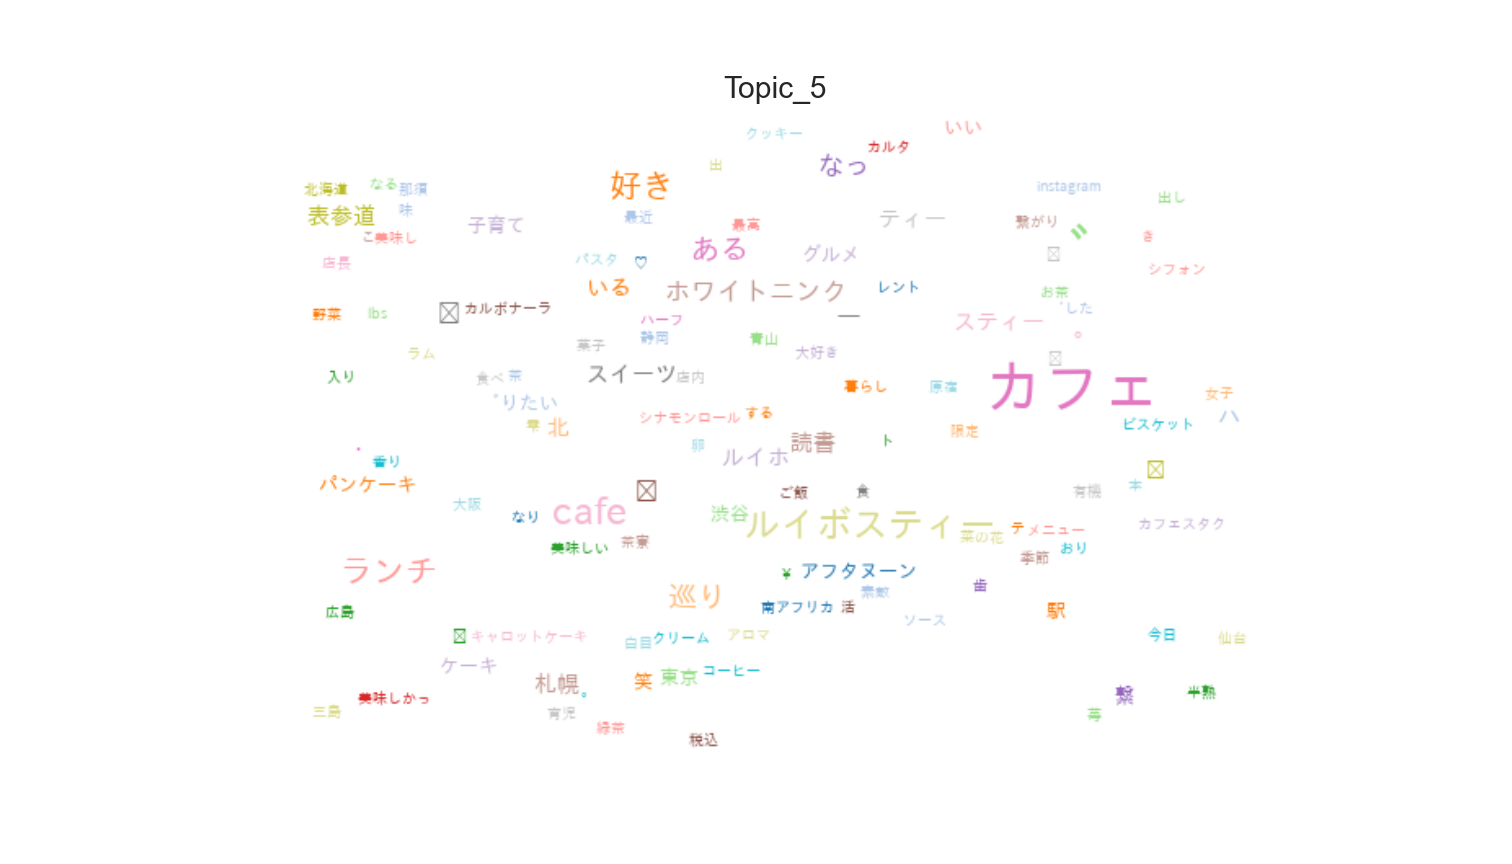 Topic_5
クッキー
いい
カルタ
出
なっ
好き
北海道
なる
那須
instagram
出し
表参道
味
子育て
最近
最高
ティー
繋がり
こ
美味し
ある
グルメ
き
店長
パスタ
♡
シフォン
いる
ホワイトニンク
レント
お茶
した
野菜
lbs
カルボナーラ
ハーフ
静岡
青山
スティー
。
ラム
菓子
大好き
入り
食べ
茶
スイーツ
店内
暮らし
原宿
カフェ
女子
りたい
シナモンロール
する
ビスケット
ハ
北
卵
読書
ト
限定
香り
ルイホ
パンケーキ
ご飯
食
有機
本
大阪
なり
cafe
渋谷
ルイボスティー
菜の花
テ
メニュー
カフェスタク
美味しい
茶寮
季節
おり
ランチ
アフタヌーン
歯
巡り
素敵
広島
南アフリカ
活
駅
ソース
キャロットケーキ
クリーム
アロマ
今日
仙台
ケーキ
札幌
。
笑
東京
コーヒー
美味しかっ
繋
半熟
三島
育児
苺
緑茶
税込